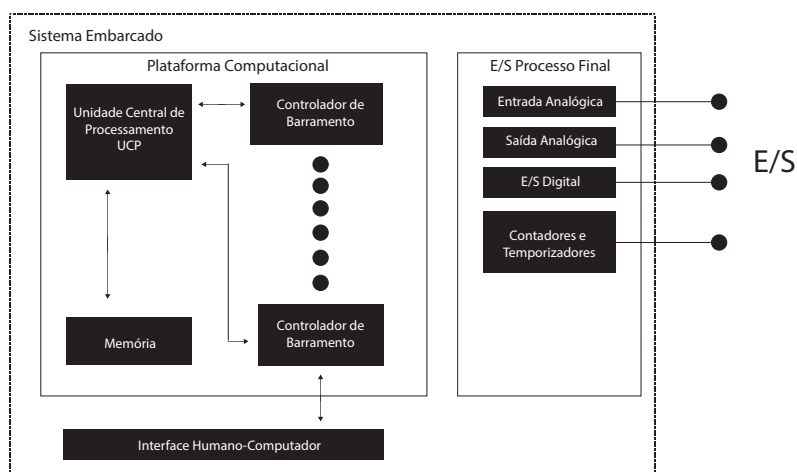 Sistema Embarcado
Plataforma Computacional
Unidade Central de
Processamento
UCP
Controlador de
Barramento
Memória
Controlador de
Barramento
Interface Humano-Computador
E/S Processo Final
Entrada Analógica
Saída Analógica
E/S Digital
Contadores e
Temporizadores
E/S